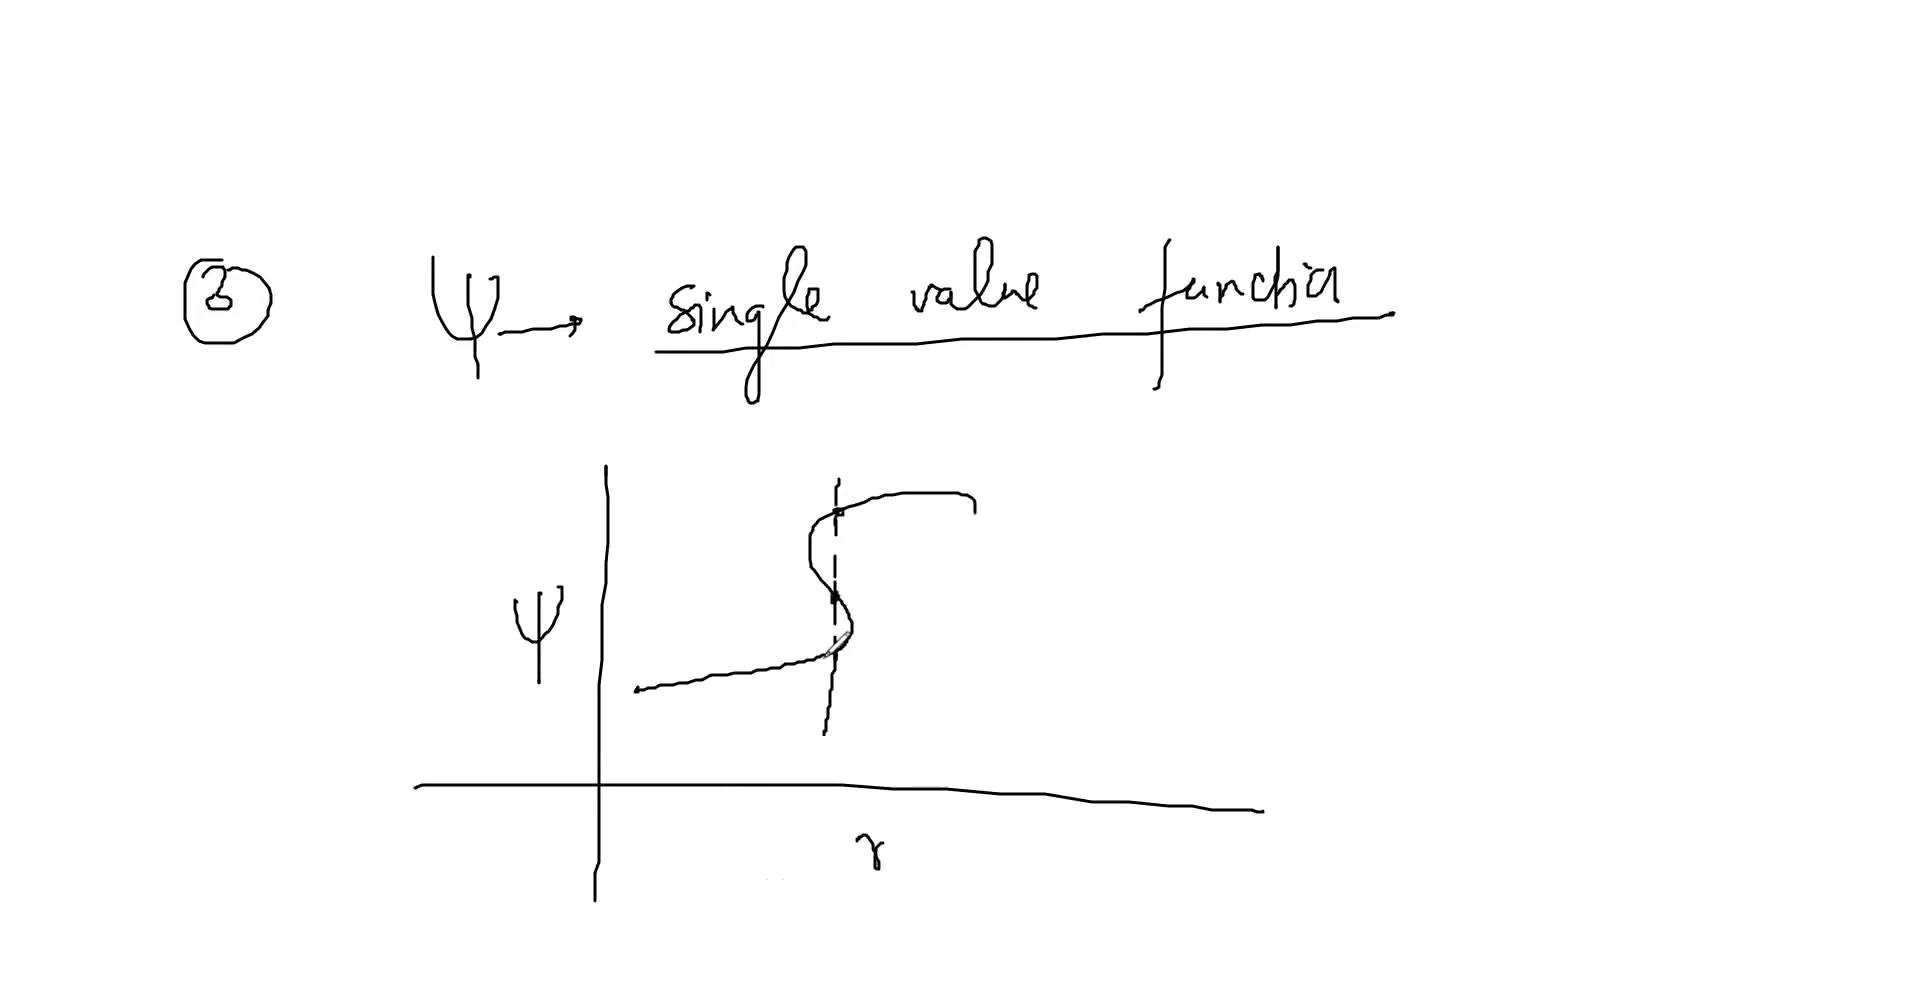 ③ ψ → single value function
ψ
r